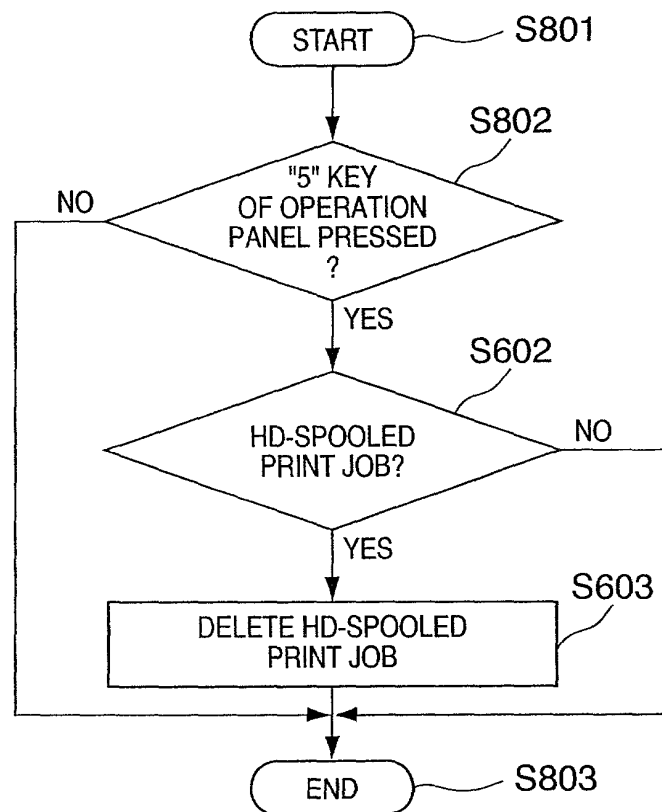 START
S801
S802
"5" KEY
OF OPERATION
PANEL PRESSED
?
NO
YES
S602
HD-SPOOLED
PRINT JOB?
NO
YES
S603
DELETE HD-SPOOLED
PRINT JOB
END
S803